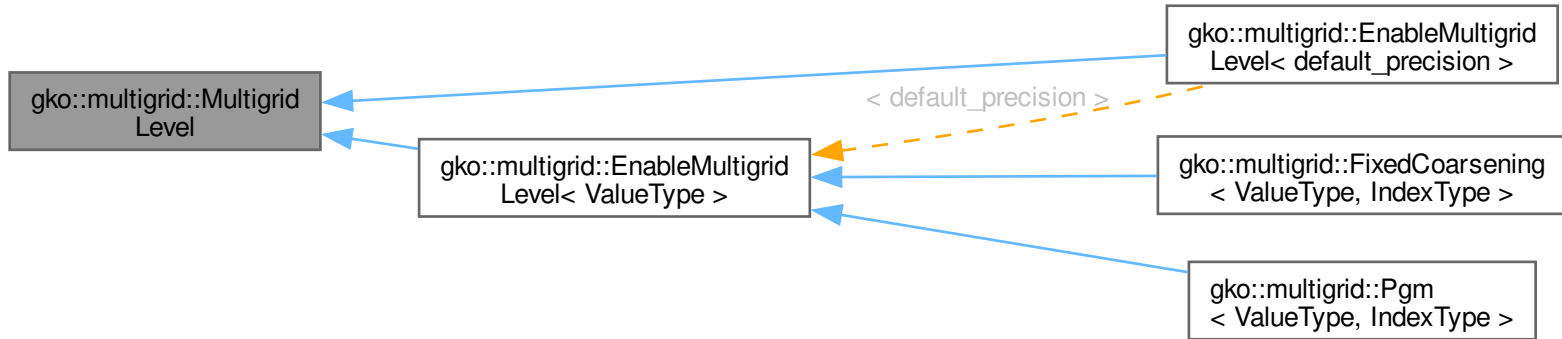 gko::multigrid::Multigrid
Level
gko::multigrid::EnableMultigrid
Level< ValueType >
< default_precision >
gko::multigrid::EnableMultigrid
Level< default_precision >
gko::multigrid::FixedCoarsening
< ValueType, IndexType >
gko::multigrid::Pgm
< ValueType, IndexType >